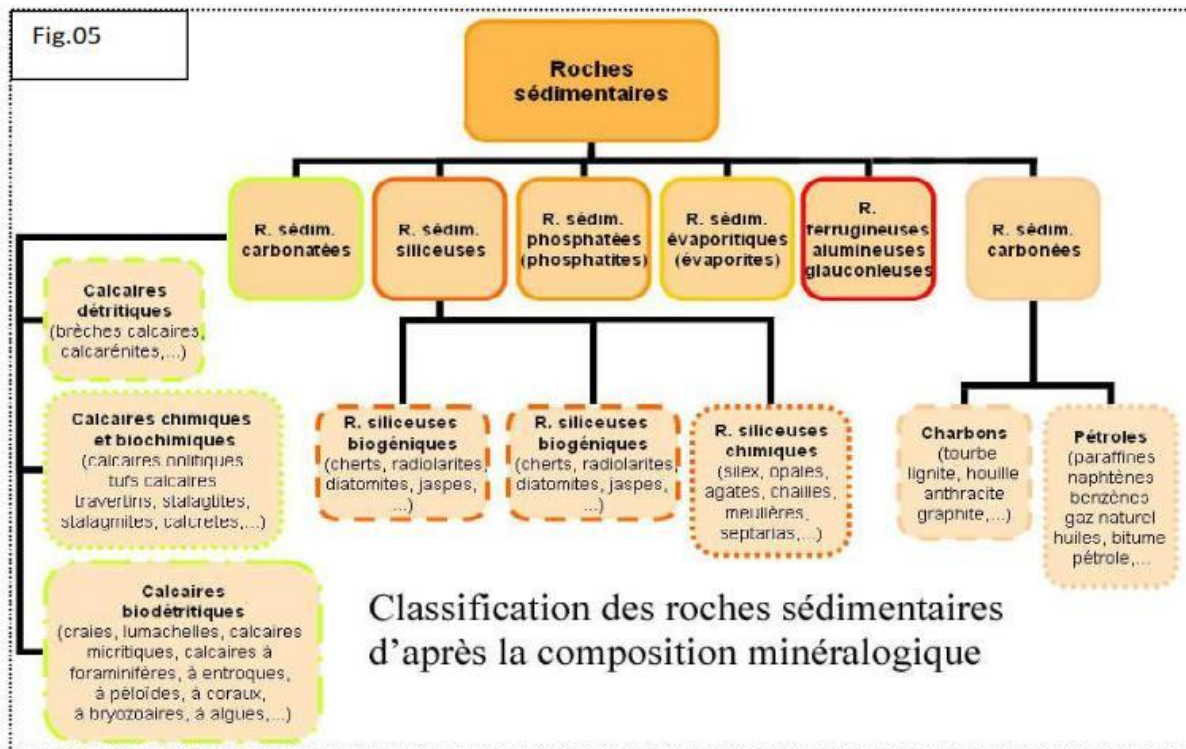 Fig.05
Roches
sédimentaires
R. sédim.
carbonatées
R. sédim.
siliceuses
R. sédim.
phosphatées
(phosphatites)
R. sédim.
évaporitiques
(évaporites)
R.
ferrugineuses
alumineuses
glauconieuses
R. sédim.
carbonées
Calcaires
détritiques
(brèches calcaires,
calcarénites,...)
Calcaires chimiques
et biochimiques
(calcaires oolitiques
tufs calcaires
travertins, stalagtites,
stalagmites, calcrètes,...)
Calcaires
biodétritiques
(craies, lumachelles, calcaires
micritiques, calcaires à
foraminifères, à entroques,
à péloïdes, à coraux,
à bryozoaires, à algues,...)
R. siliceuses
biogéniques
(cherts, radiolarites,
diatomites, jaspes,
...)
R. siliceuses
biogéniques
(cherts, radiolarites,
diatomites, jaspes,
...)
R. siliceuses
chimiques
(silex, opales,
agates, chailles,
meulières,
septarias,...)
Charbons
(tourbe
lignite, houille
anthracite
graphite,...)
Pétroles
(paraffines
naphtènes
benzènes
gaz naturel
huiles, bitume
pétrole,...
Classification des roches sédimentaires
d'après la composition minéralogique